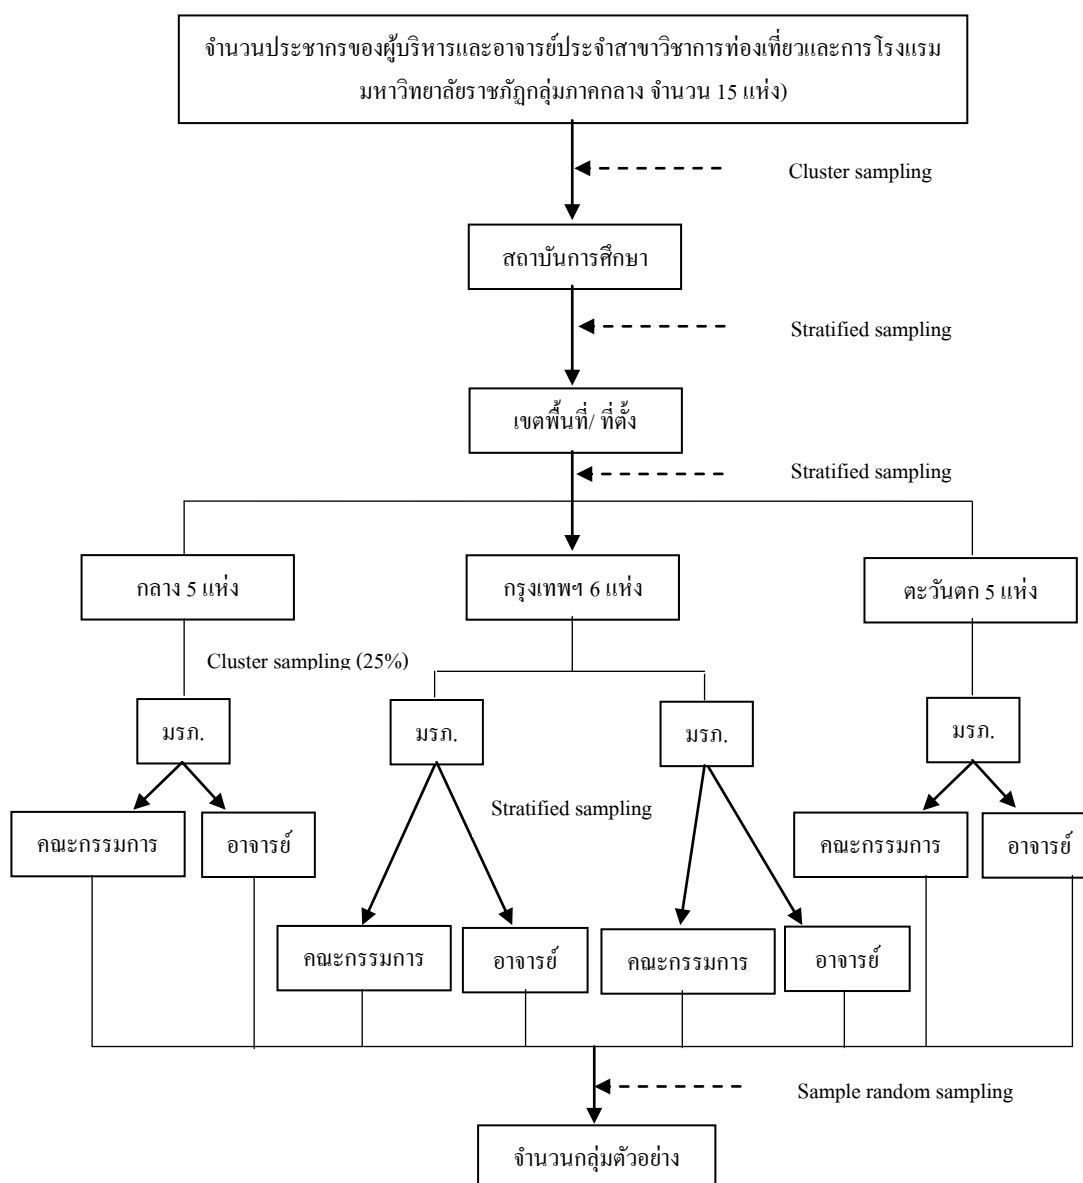 จำนวนประชากรของผู้บริหารและอาจารย์ประจำสาขาวิชาการท่องเที่ยวและการโรงแรม
มหาวิทยาลัยราชภัฏกลุ่มภาคกลาง จำนวน 15 แห่ง)
Cluster sampling
สถาบันการศึกษา
Stratified sampling
เขตพื้นที่/ ที่ตั้ง
Stratified sampling
กลาง 5 แห่ง
กรุงเทพฯ 6 แห่ง
ตะวันตก 5 แห่ง
Cluster sampling (25%)
มรภ.
มรภ.
มรภ.
มรภ.
Stratified sampling
คณะกรรมการ
อาจารย์
คณะกรรมการ
อาจารย์
คณะกรรมการ
อาจารย์
คณะกรรมการ
อาจารย์
Sample random sampling
จำนวนกลุ่มตัวอย่าง